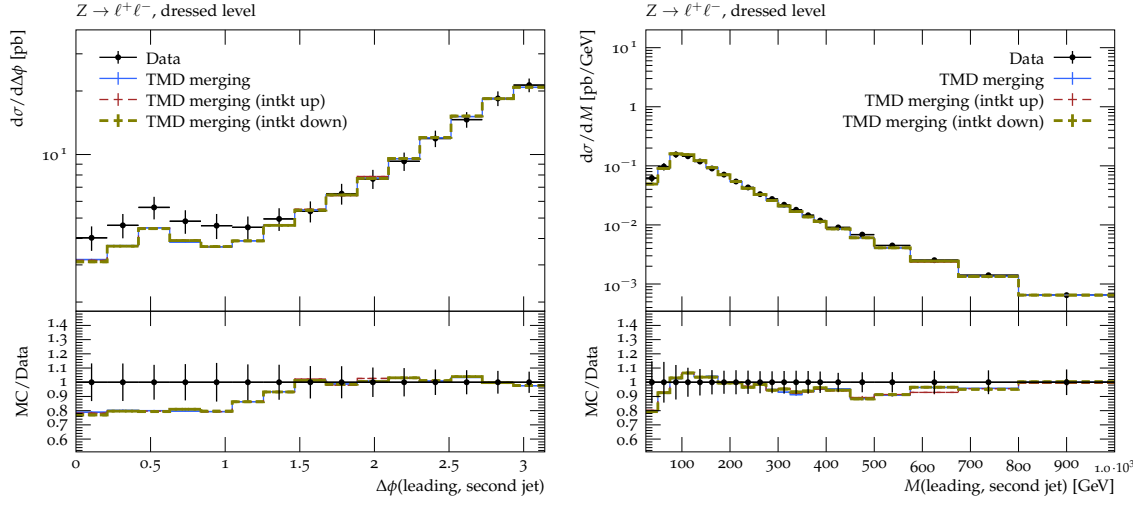 Z → ℓ⁺ℓ⁻, dressed level
dσ/dΔϕ [pb]
Data
TMD merging
TMD merging (intkt up)
TMD merging (intkt down)
10¹
1.4
1.3
1.2
1.1
1
0.9
0.8
0.7
0.6
MC/Data
0 0.5 1 1.5 2 2.5 3
Δϕ(leading, second jet)
Z → ℓ⁺ℓ⁻, dressed level
dσ/dM [pb/GeV]
Data
TMD merging
TMD merging (intkt up)
TMD merging (intkt down)
10¹
1
10⁻¹
10⁻²
10⁻³
1.4
1.3
1.2
1.1
1
0.9
0.8
0.7
0.6
MC/Data
100 200 300 400 500 600 700 800 900 1.0·10³
M(leading, second jet) [GeV]